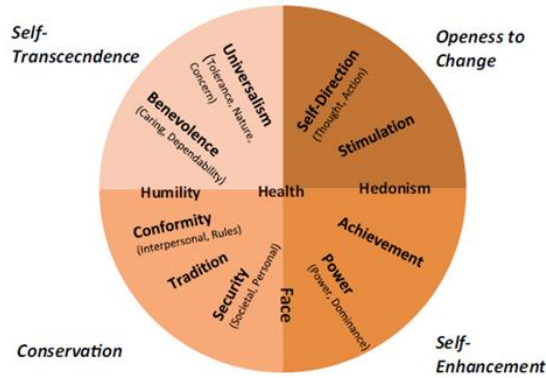 Self-
Transcecndence
Openess to
Change
Universalism
(Tolerance, Nature,
Concern)
Benevolence
(Caring, Dependability)
Self-Direction
(Thought, Action)
Stimulation
Humility
Health
Hedonism
Conformity
(Interpersonal, Rules)
Tradition
Security
(Societal, Personal)
Face
Achievement
Power
(Power, Dominance)
Conservation
Self-
Enhancement